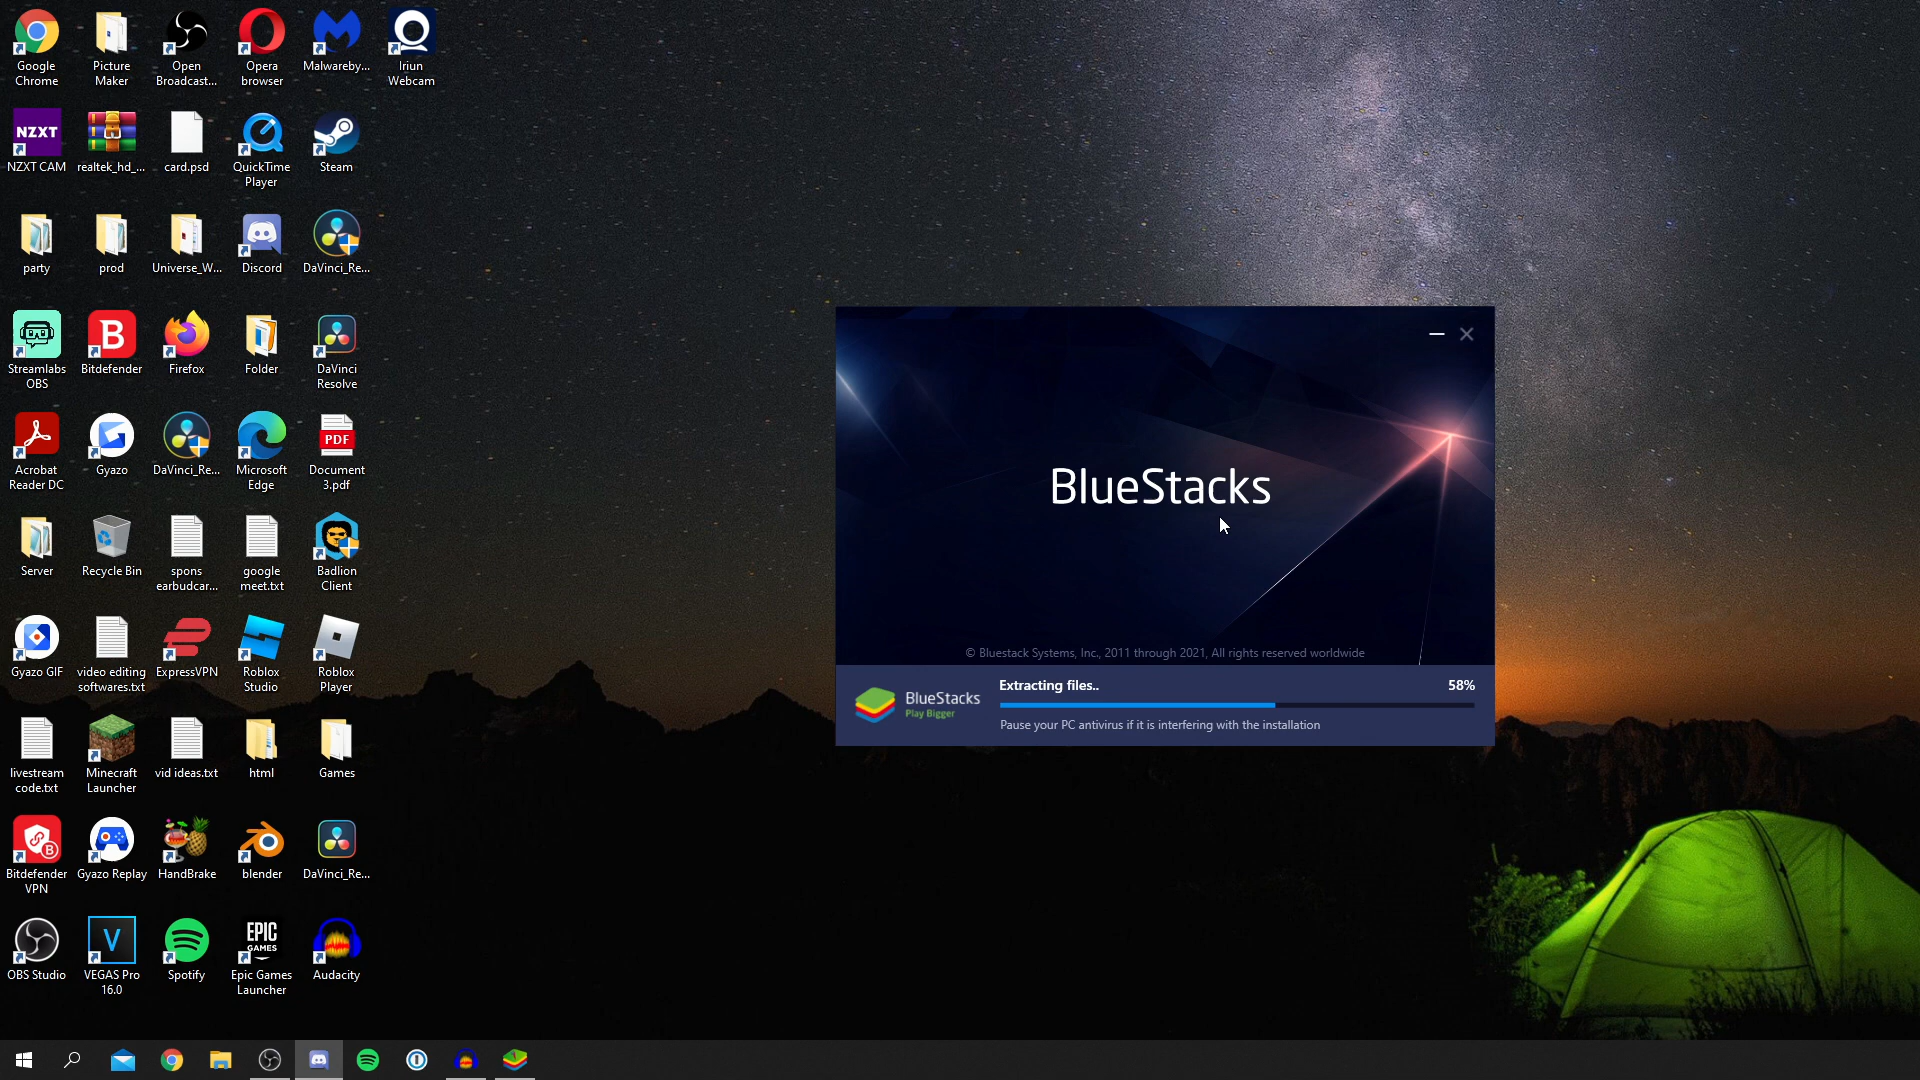 Google
Chrome
Picture
Maker
Open
Broadcast...
Opera
browser
Malwareby...
Iriun
Webcam
NZXT
NZXT CAM
realtek_hd_...
card.psd
QuickTime
Player
Steam
party
prod
Universe_W...
Discord
DaVinci_Re...
Streamlabs
OBS
B
Bitdefender
Firefox
Folder
DaVinci
Resolve
Acrobat
Reader DC
Gyazo
DaVinci_Re...
Microsoft
Edge
PDF
Document
3.pdf
Server
Recycle Bin
spons
earbudcar...
google
meet.txt
Badlion
Client
Gyazo GIF
video editing
softwares.txt
ExpressVPN
Roblox
Studio
Roblox
Player
livestream
code.txt
Minecraft
Launcher
vid ideas.txt
html
Games
B
Bitdefender
VPN
Gyazo Replay
HandBrake
blender
DaVinci_Re...
OBS Studio
V
VEGAS Pro
16.0
Spotify
EPIC
GAMES
Epic Games
Launcher
Audacity
BlueStacks
© Bluestack Systems, Inc., 2011 through 2021, All rights reserved worldwide
BlueStacks
Play Bigger
Extracting files..
58%
Pause your PC antivirus if it is interfering with the installation